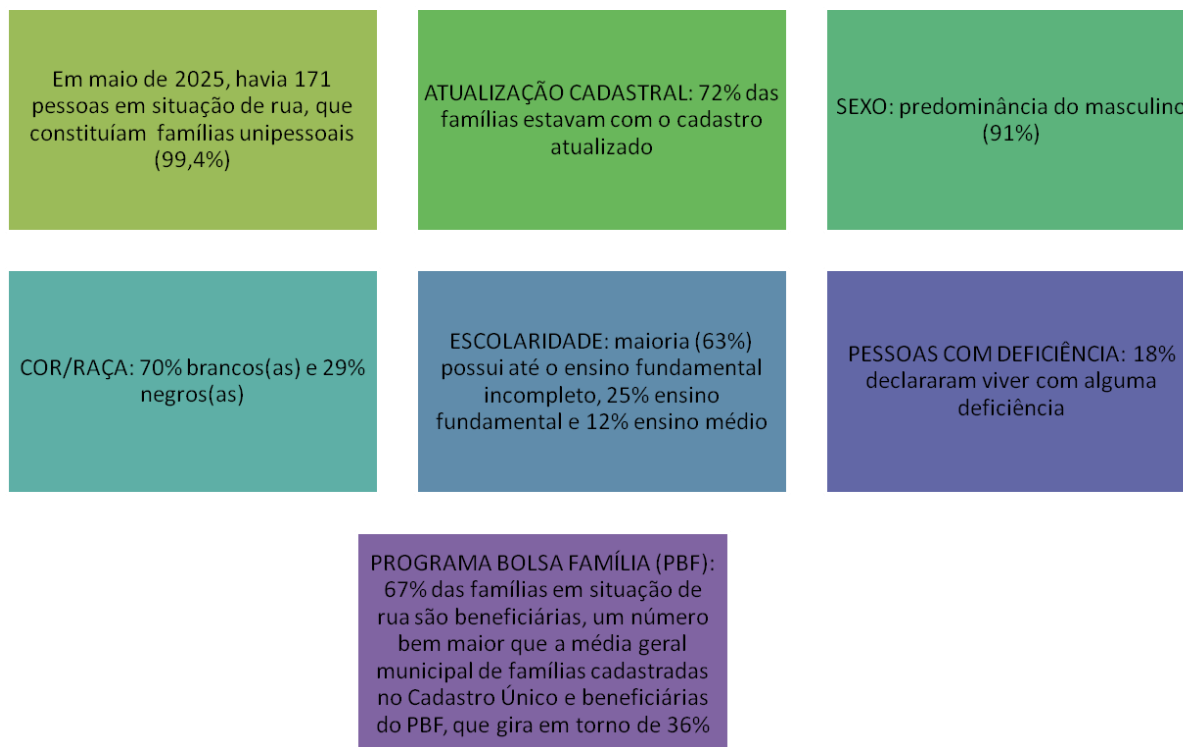 Em maio de 2025, havia 171
pessoas em situação de rua, que
constituíam famílias unipessoais
(99,4%)
ATUALIZAÇÃO CADASTRAL: 72% das
famílias estavam com o cadastro
atualizado
SEXO: predominância do masculino
(91%)
COR/RAÇA: 70% brancos(as) e 29%
negros(as)
ESCOLARIDADE: maioria (63%)
possui até o ensino fundamental
incompleto, 25% ensino
fundamental e 12% ensino médio
PESSOAS COM DEFICIÊNCIA: 18%
declararam viver com alguma
deficiência
PROGRAMA BOLSA FAMÍLIA (PBF):
67% das famílias em situação de
rua são beneficiárias, um número
bem maior que a média geral
municipal de famílias cadastradas
no Cadastro Único e beneficiárias
do PBF, que gira em torno de 36%